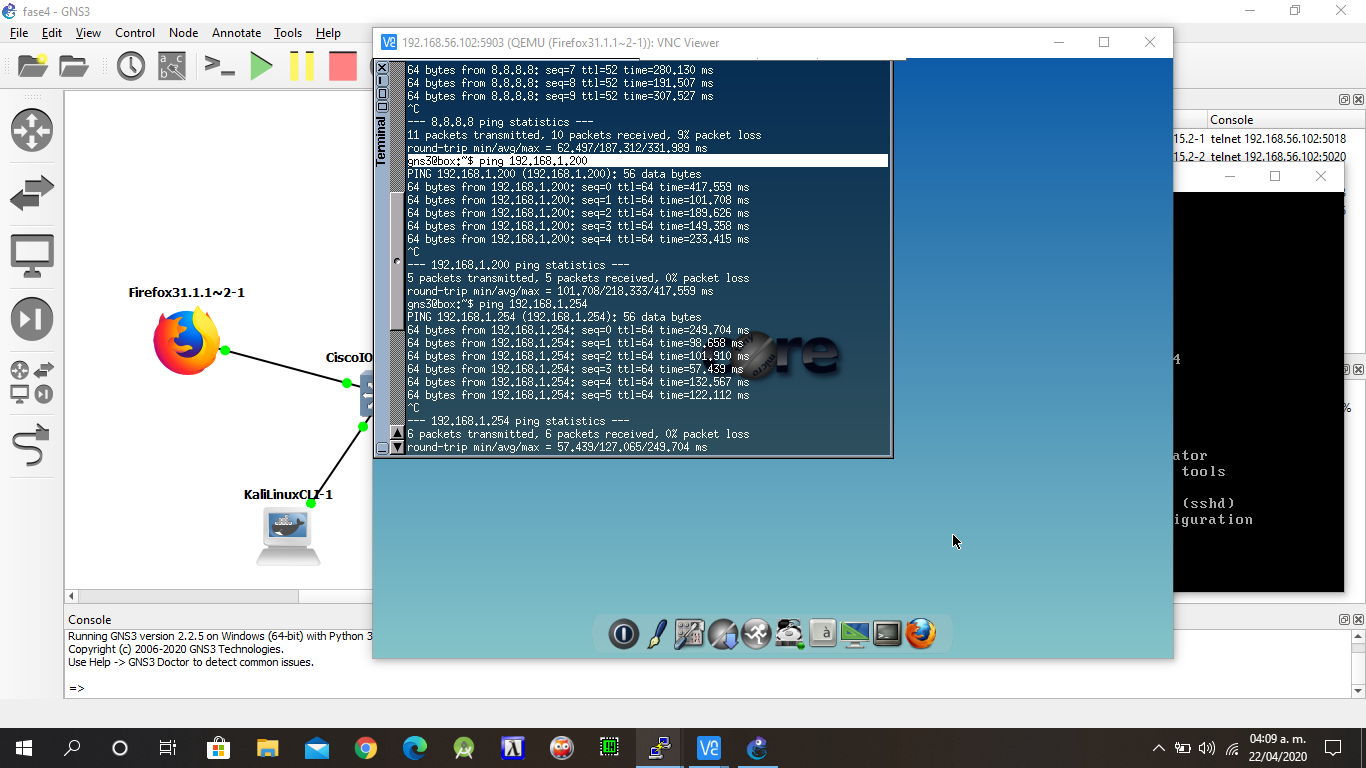 fase4 - GNS3
File Edit View Control Node Annotate Tools Help
192.168.56.102:5903 (QEMU (Firefox31.1.1~2-1)): VNC Viewer
Terminal
64 bytes from 8.8.8.8: seq=7 ttl=52 time=280.130 ms
64 bytes from 8.8.8.8: seq=8 ttl=52 time=191.507 ms
64 bytes from 8.8.8.8: seq=9 ttl=52 time=307.527 ms
^C
--- 8.8.8.8 ping statistics ---
11 packets transmitted, 10 packets received, 9% packet loss
round-trip min/avg/max = 62.497/187.312/331.989 ms
gns3@box:~$ ping 192.168.1.200
PING 192.168.1.200 (192.168.1.200): 56 data bytes
64 bytes from 192.168.1.200: seq=0 ttl=64 time=417.559 ms
64 bytes from 192.168.1.200: seq=1 ttl=64 time=101.708 ms
64 bytes from 192.168.1.200: seq=2 ttl=64 time=189.626 ms
64 bytes from 192.168.1.200: seq=3 ttl=64 time=149.358 ms
64 bytes from 192.168.1.200: seq=4 ttl=64 time=233.415 ms
^C
--- 192.168.1.200 ping statistics ---
5 packets transmitted, 5 packets received, 0% packet loss
round-trip min/avg/max = 101.708/218.333/417.559 ms
gns3@box:~$ ping 192.168.1.254
PING 192.168.1.254 (192.168.1.254): 56 data bytes
64 bytes from 192.168.1.254: seq=0 ttl=64 time=249.704 ms
64 bytes from 192.168.1.254: seq=1 ttl=64 time=98.658 ms
64 bytes from 192.168.1.254: seq=2 ttl=64 time=101.910 ms
64 bytes from 192.168.1.254: seq=3 ttl=64 time=57.439 ms
64 bytes from 192.168.1.254: seq=4 ttl=64 time=132.567 ms
64 bytes from 192.168.1.254: seq=5 ttl=64 time=122.112 ms
^C
--- 192.168.1.254 ping statistics ---
6 packets transmitted, 6 packets received, 0% packet loss
round-trip min/avg/max = 57.439/127.065/249.704 ms
Console
15.2-1 telnet 192.168.56.102:5018
15.2-2 telnet 192.168.56.102:5020
4
%
ator
tools
(sshd)
iguration
Firefox31.1.1~2-1
CiscoIO
KaliLinuxCLI-1
Console
Running GNS3 version 2.2.5 on Windows (64-bit) with Python 3
Copyright (c) 2006-2020 GNS3 Technologies.
Use Help -> GNS3 Doctor to detect common issues.
=>
04:09 a. m.
22/04/2020